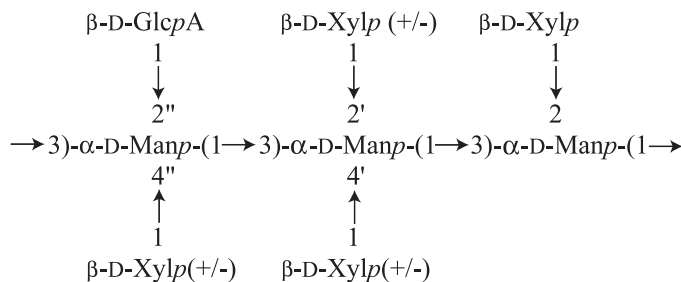 β-D-GlcpA β-D-Xylp (+/-) β-D-Xylp
1 1 1
↓ ↓ ↓
2" 2' 2
→3)-α-D-Manp-(1→3)-α-D-Manp-(1→3)-α-D-Manp-(1→
4" 4'
↑ ↑
1 1
β-D-Xylp(+/-) β-D-Xylp(+/-)